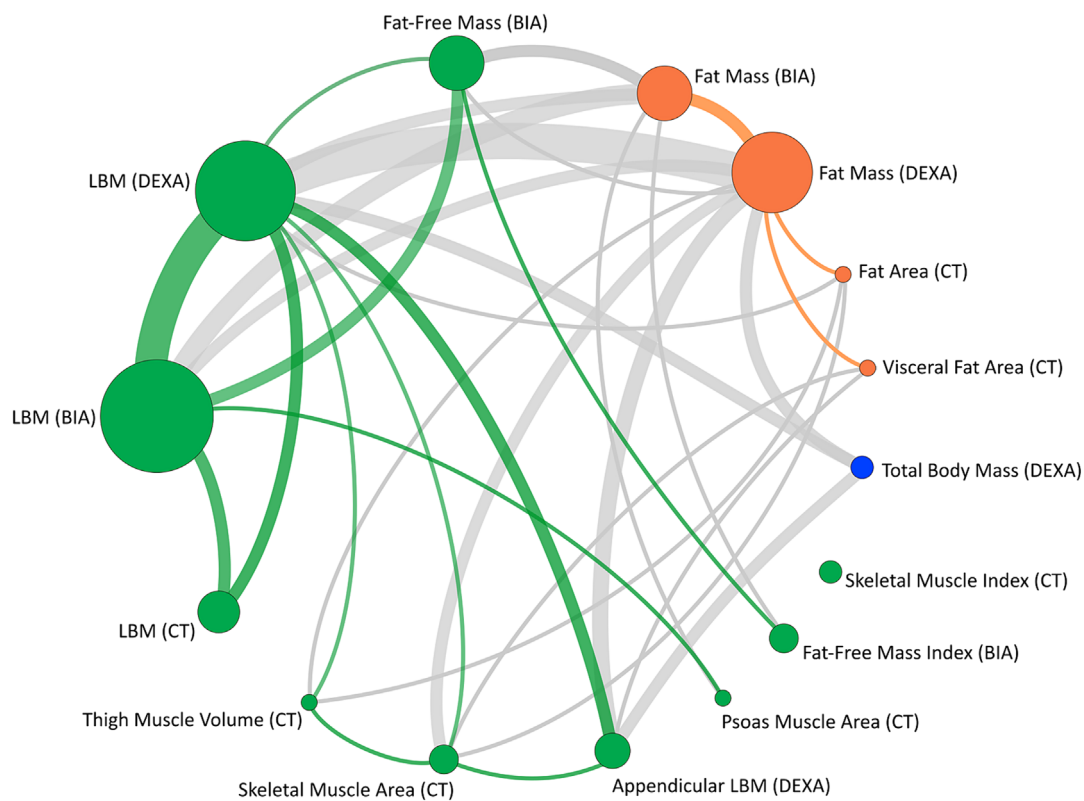 Fat-Free Mass (BIA)
Fat Mass (BIA)
LBM (DEXA)
Fat Mass (DEXA)
Fat Area (CT)
Visceral Fat Area (CT)
LBM (BIA)
Total Body Mass (DEXA)
Skeletal Muscle Index (CT)
LBM (CT)
Fat-Free Mass Index (BIA)
Thigh Muscle Volume (CT)
Psoas Muscle Area (CT)
Skeletal Muscle Area (CT)
Appendicular LBM (DEXA)